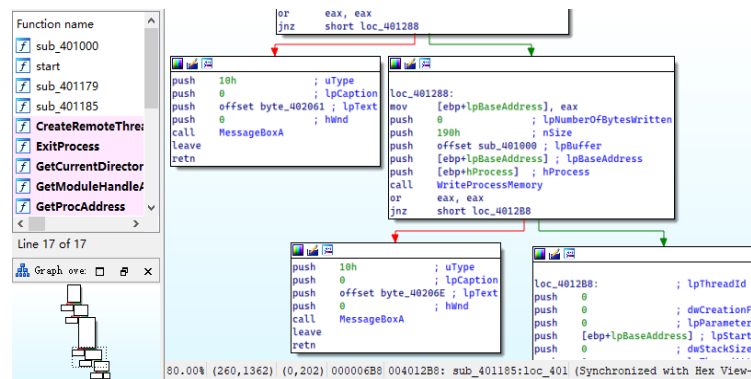 Function name
sub_401000
start
sub_401179
sub_401185
CreateRemoteThrea
ExitProcess
GetCurrentDirector
GetModuleHandleA
GetProcAddress
Line 17 of 17
Graph ove
or eax, eax
jnz short loc_401288
push 10h ; uType
push 0 ; lpCaption
push offset byte_402061 ; lpText
push 0 ; hWnd
call MessageBoxA
leave
retn
loc_401288:
mov [ebp+lpBaseAddress], eax
push 0 ; lpNumberOfBytesWritten
push 190h ; nSize
push offset sub_401000 ; lpBuffer
push [ebp+lpBaseAddress] ; lpBaseAddress
push [ebp+hProcess] ; hProcess
call WriteProcessMemory
or eax, eax
jnz short loc_4012B8
push 10h ; uType
push 0 ; lpCaption
push offset byte_40206E ; lpText
push 0 ; hWnd
call MessageBoxA
leave
retn
loc_4012B8: ; lpThreadId
push 0
push 0 ; dwCreationF
push 0 ; lpParameter
push [ebp+lpBaseAddress] ; lpStart
push 0 ; dwStackSize
80.00% (260,1362) (0,202) 000006B8 004012B8: sub_401185:loc_401 (Synchronized with Hex View-